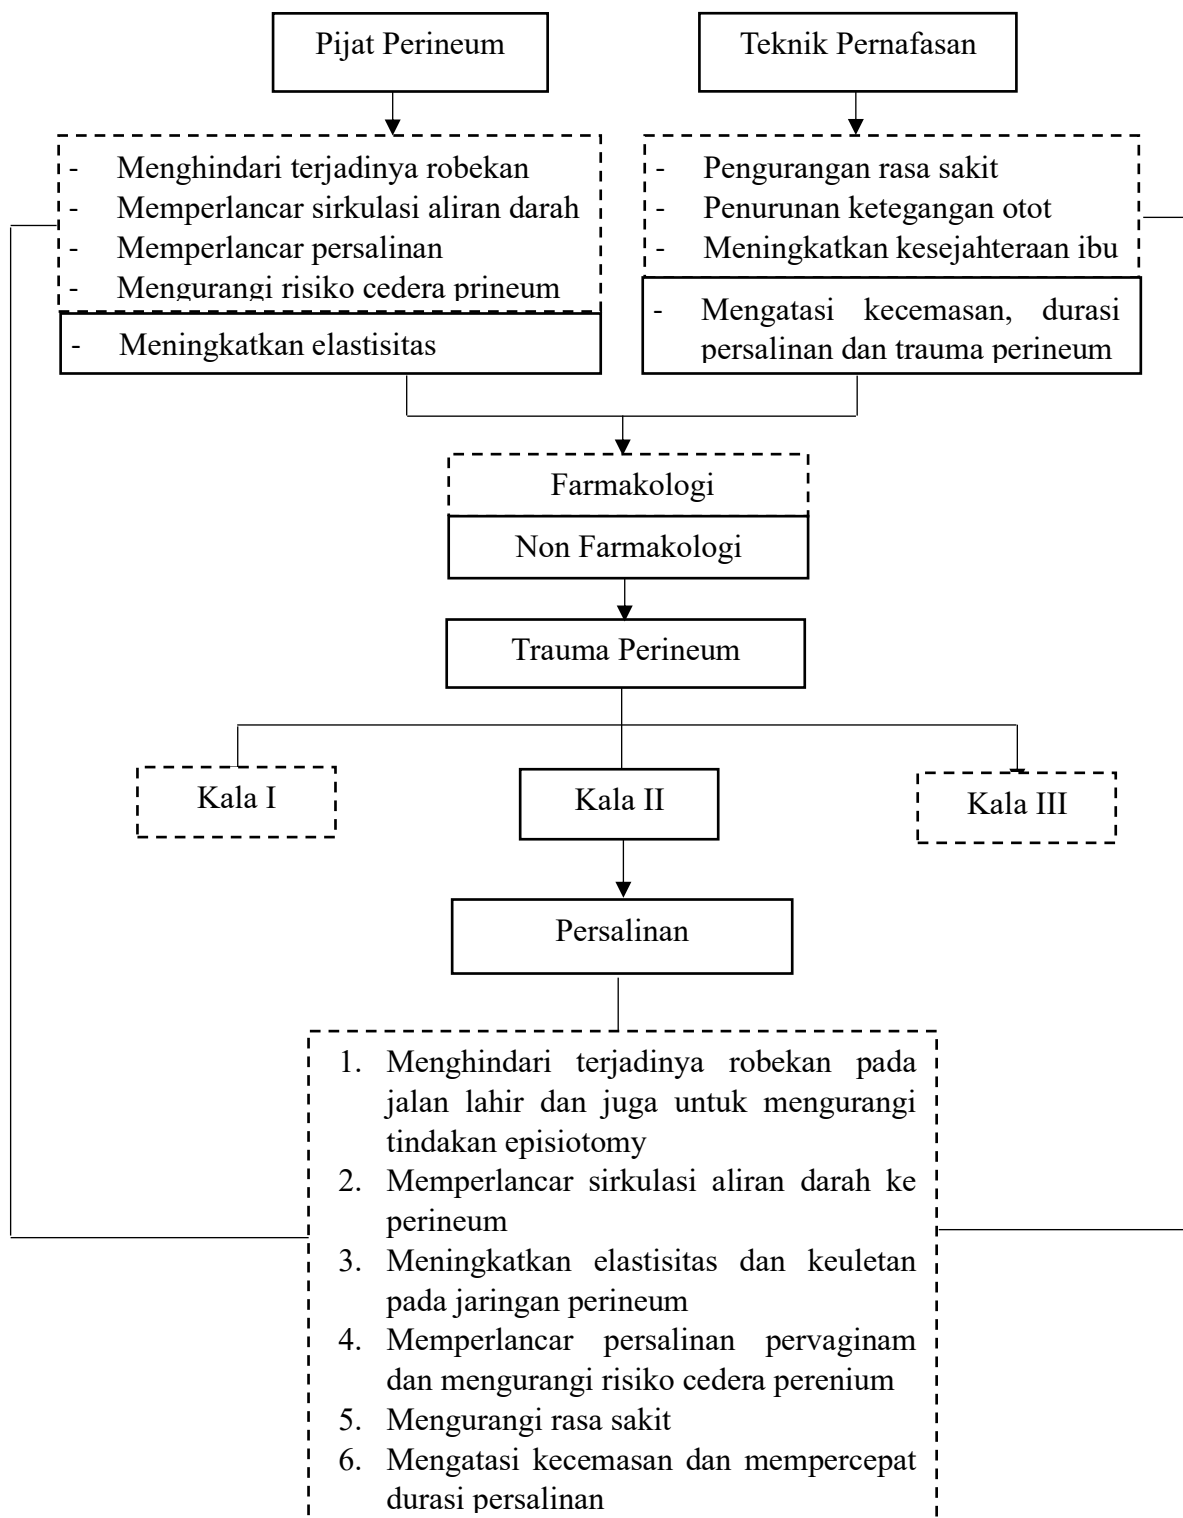 Pijat Perineum
Teknik Pernafasan
- Menghindari terjadinya robekan
- Memperlancar sirkulasi aliran darah
- Memperlancar persalinan
- Mengurangi risiko cedera prineum
- Meningkatkan elastisitas
- Pengurangan rasa sakit
- Penurunan ketegangan otot
- Meningkatkan kesejahteraan ibu
- Mengatasi kecemasan, durasi
persalinan dan trauma perineum
Farmakologi
Non Farmakologi
Trauma Perineum
Kala I
Kala II
Kala III
Persalinan
1. Menghindari terjadinya robekan pada
jalan lahir dan juga untuk mengurangi
tindakan episiotomy
2. Memperlancar sirkulasi aliran darah ke
perineum
3. Meningkatkan elastisitas dan keuletan
pada jaringan perineum
4. Memperlancar persalinan pervaginam
dan mengurangi risiko cedera perenium
5. Mengurangi rasa sakit
6. Mengatasi kecemasan dan mempercepat
durasi persalinan